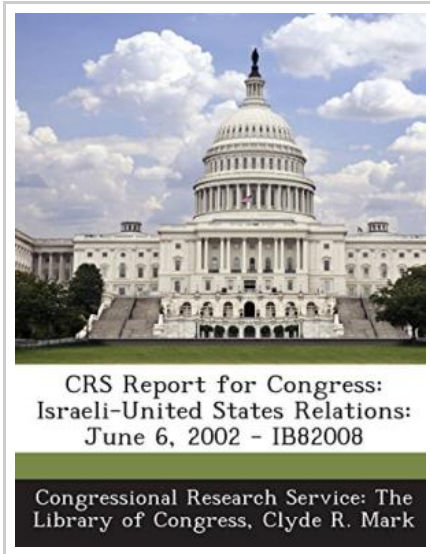 CRS Report for Congress:
Israeli-United States Relations:
June 6, 2002 - IB82008
Congressional Research Service: The
Library of Congress, Clyde R. Mark